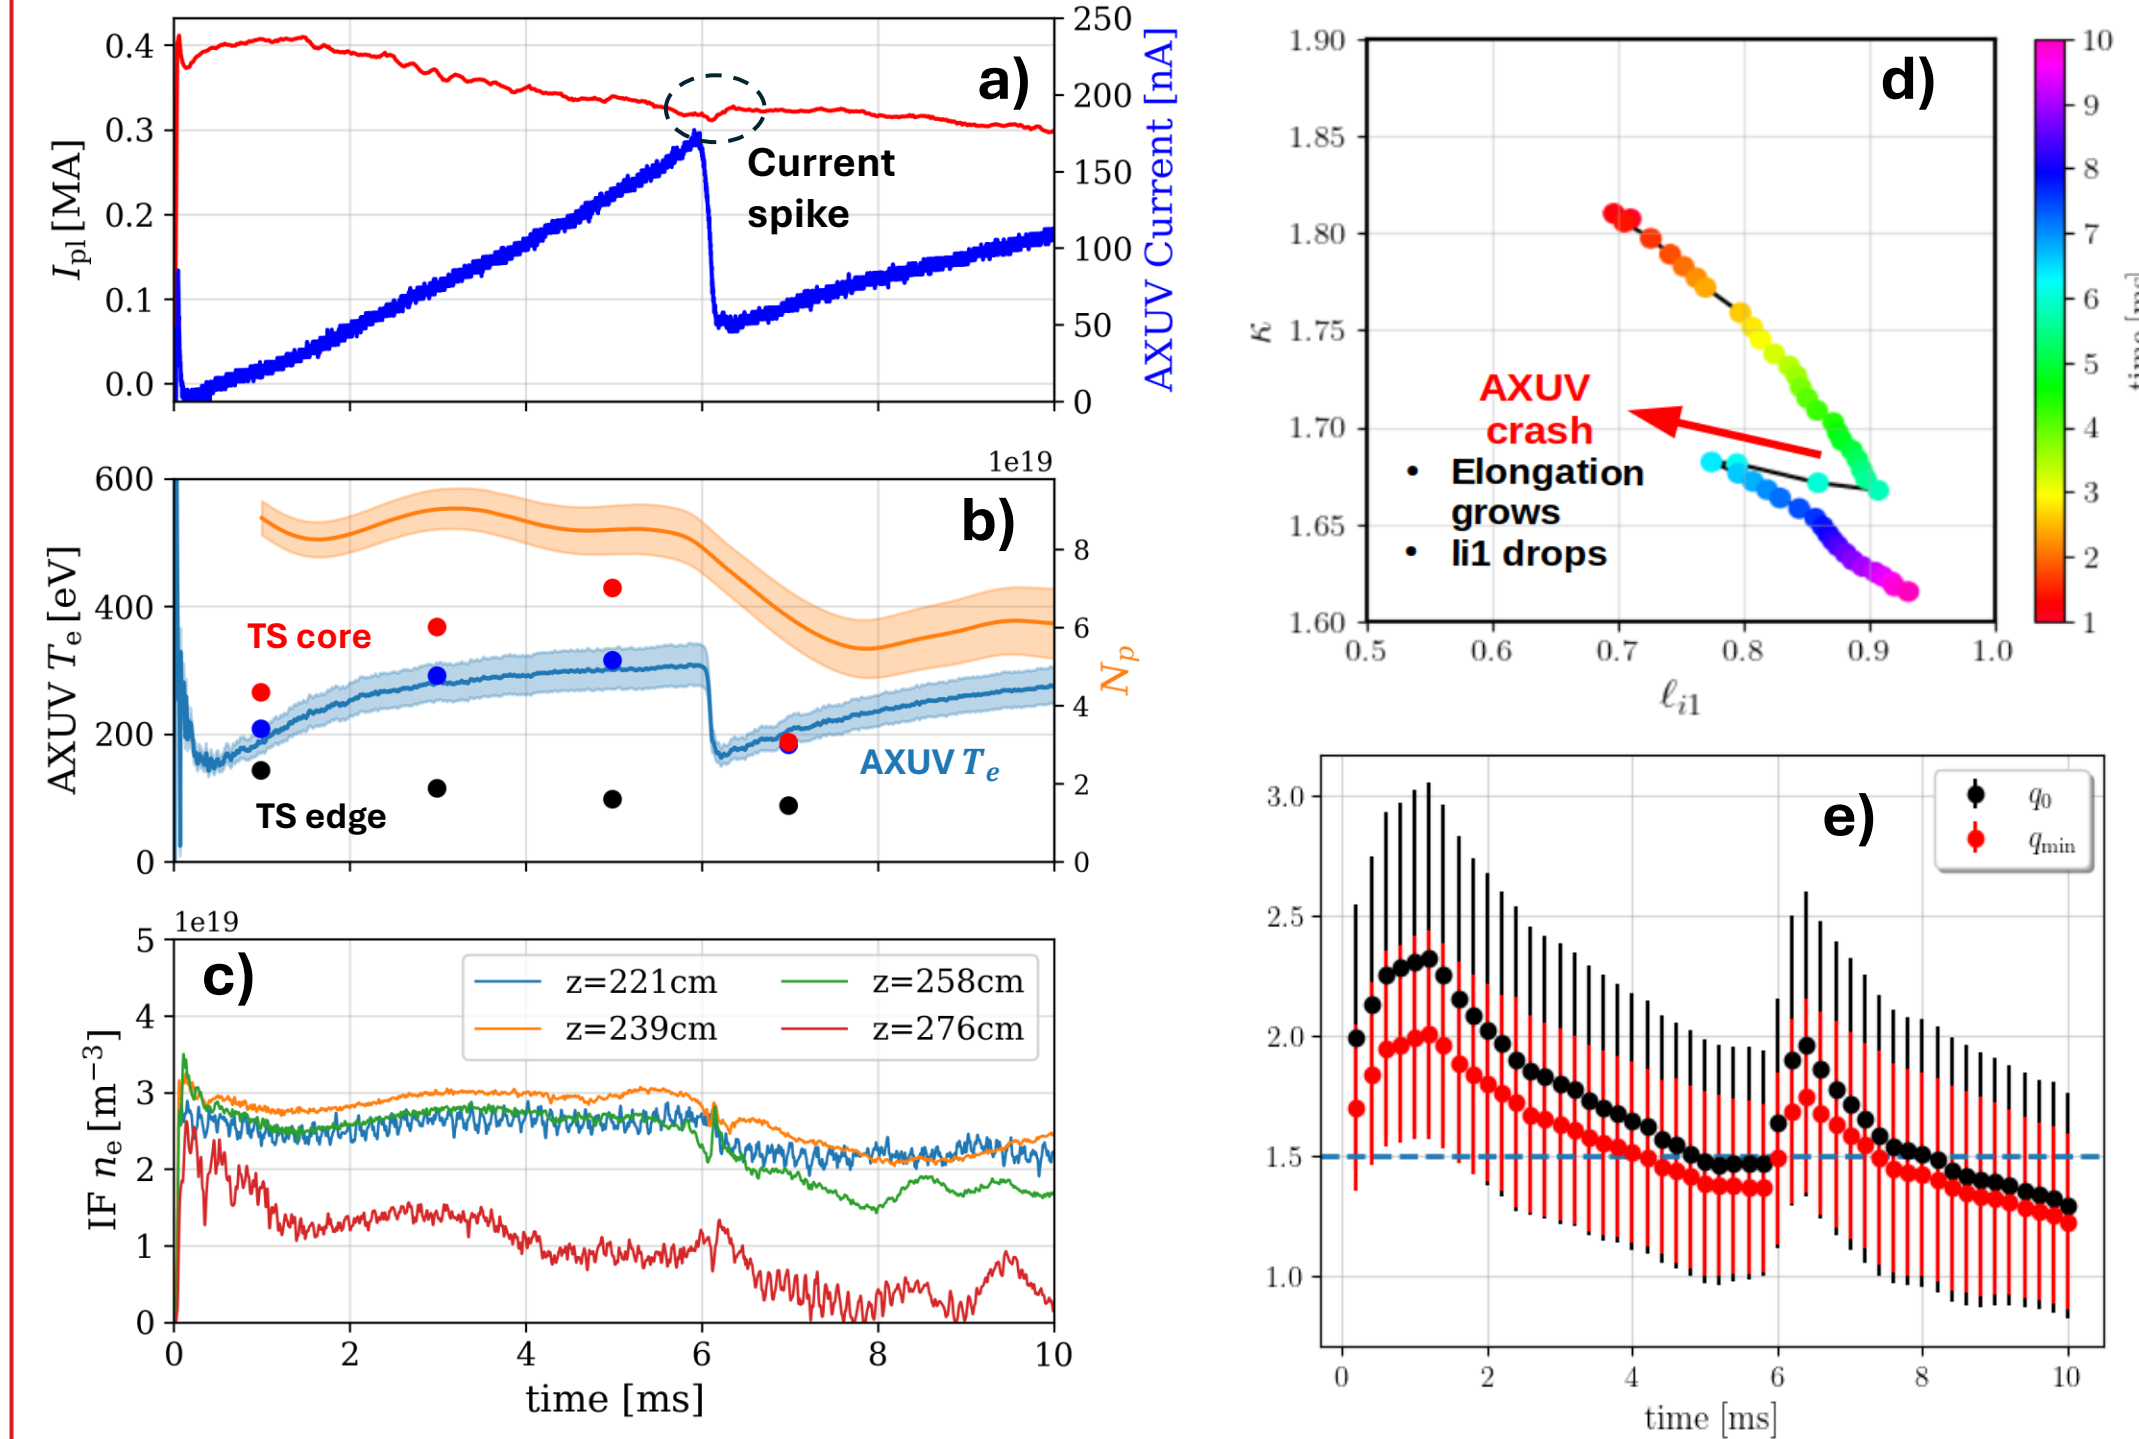 a)
0.4
0.3
0.2
0.1
0.0
I_pl [MA]
250
200
150
100
50
0
AXUV Current [nA]
Current
spike
b)
1e19
600
400
200
0
AXUV T_e [eV]
8
6
4
2
0
N_p
TS core
TS edge
AXUV T_e
c)
1e19
5
4
3
2
1
0
IF n_e [m^−3]
z=221cm
z=258cm
z=239cm
z=276cm
0 2 4 6 8 10
time [ms]
d)
1.90
1.85
1.80
1.75
1.70
1.65
1.60
κ
0.5 0.6 0.7 0.8 0.9 1.0
ℓ_i1
AXUV
crash
• Elongation
grows
• li1 drops
10
9
8
7
6
5
4
3
2
1
time [ms]
e)
q_0
q_min
3.0
2.5
2.0
1.5
1.0
0 2 4 6 8 10
time [ms]